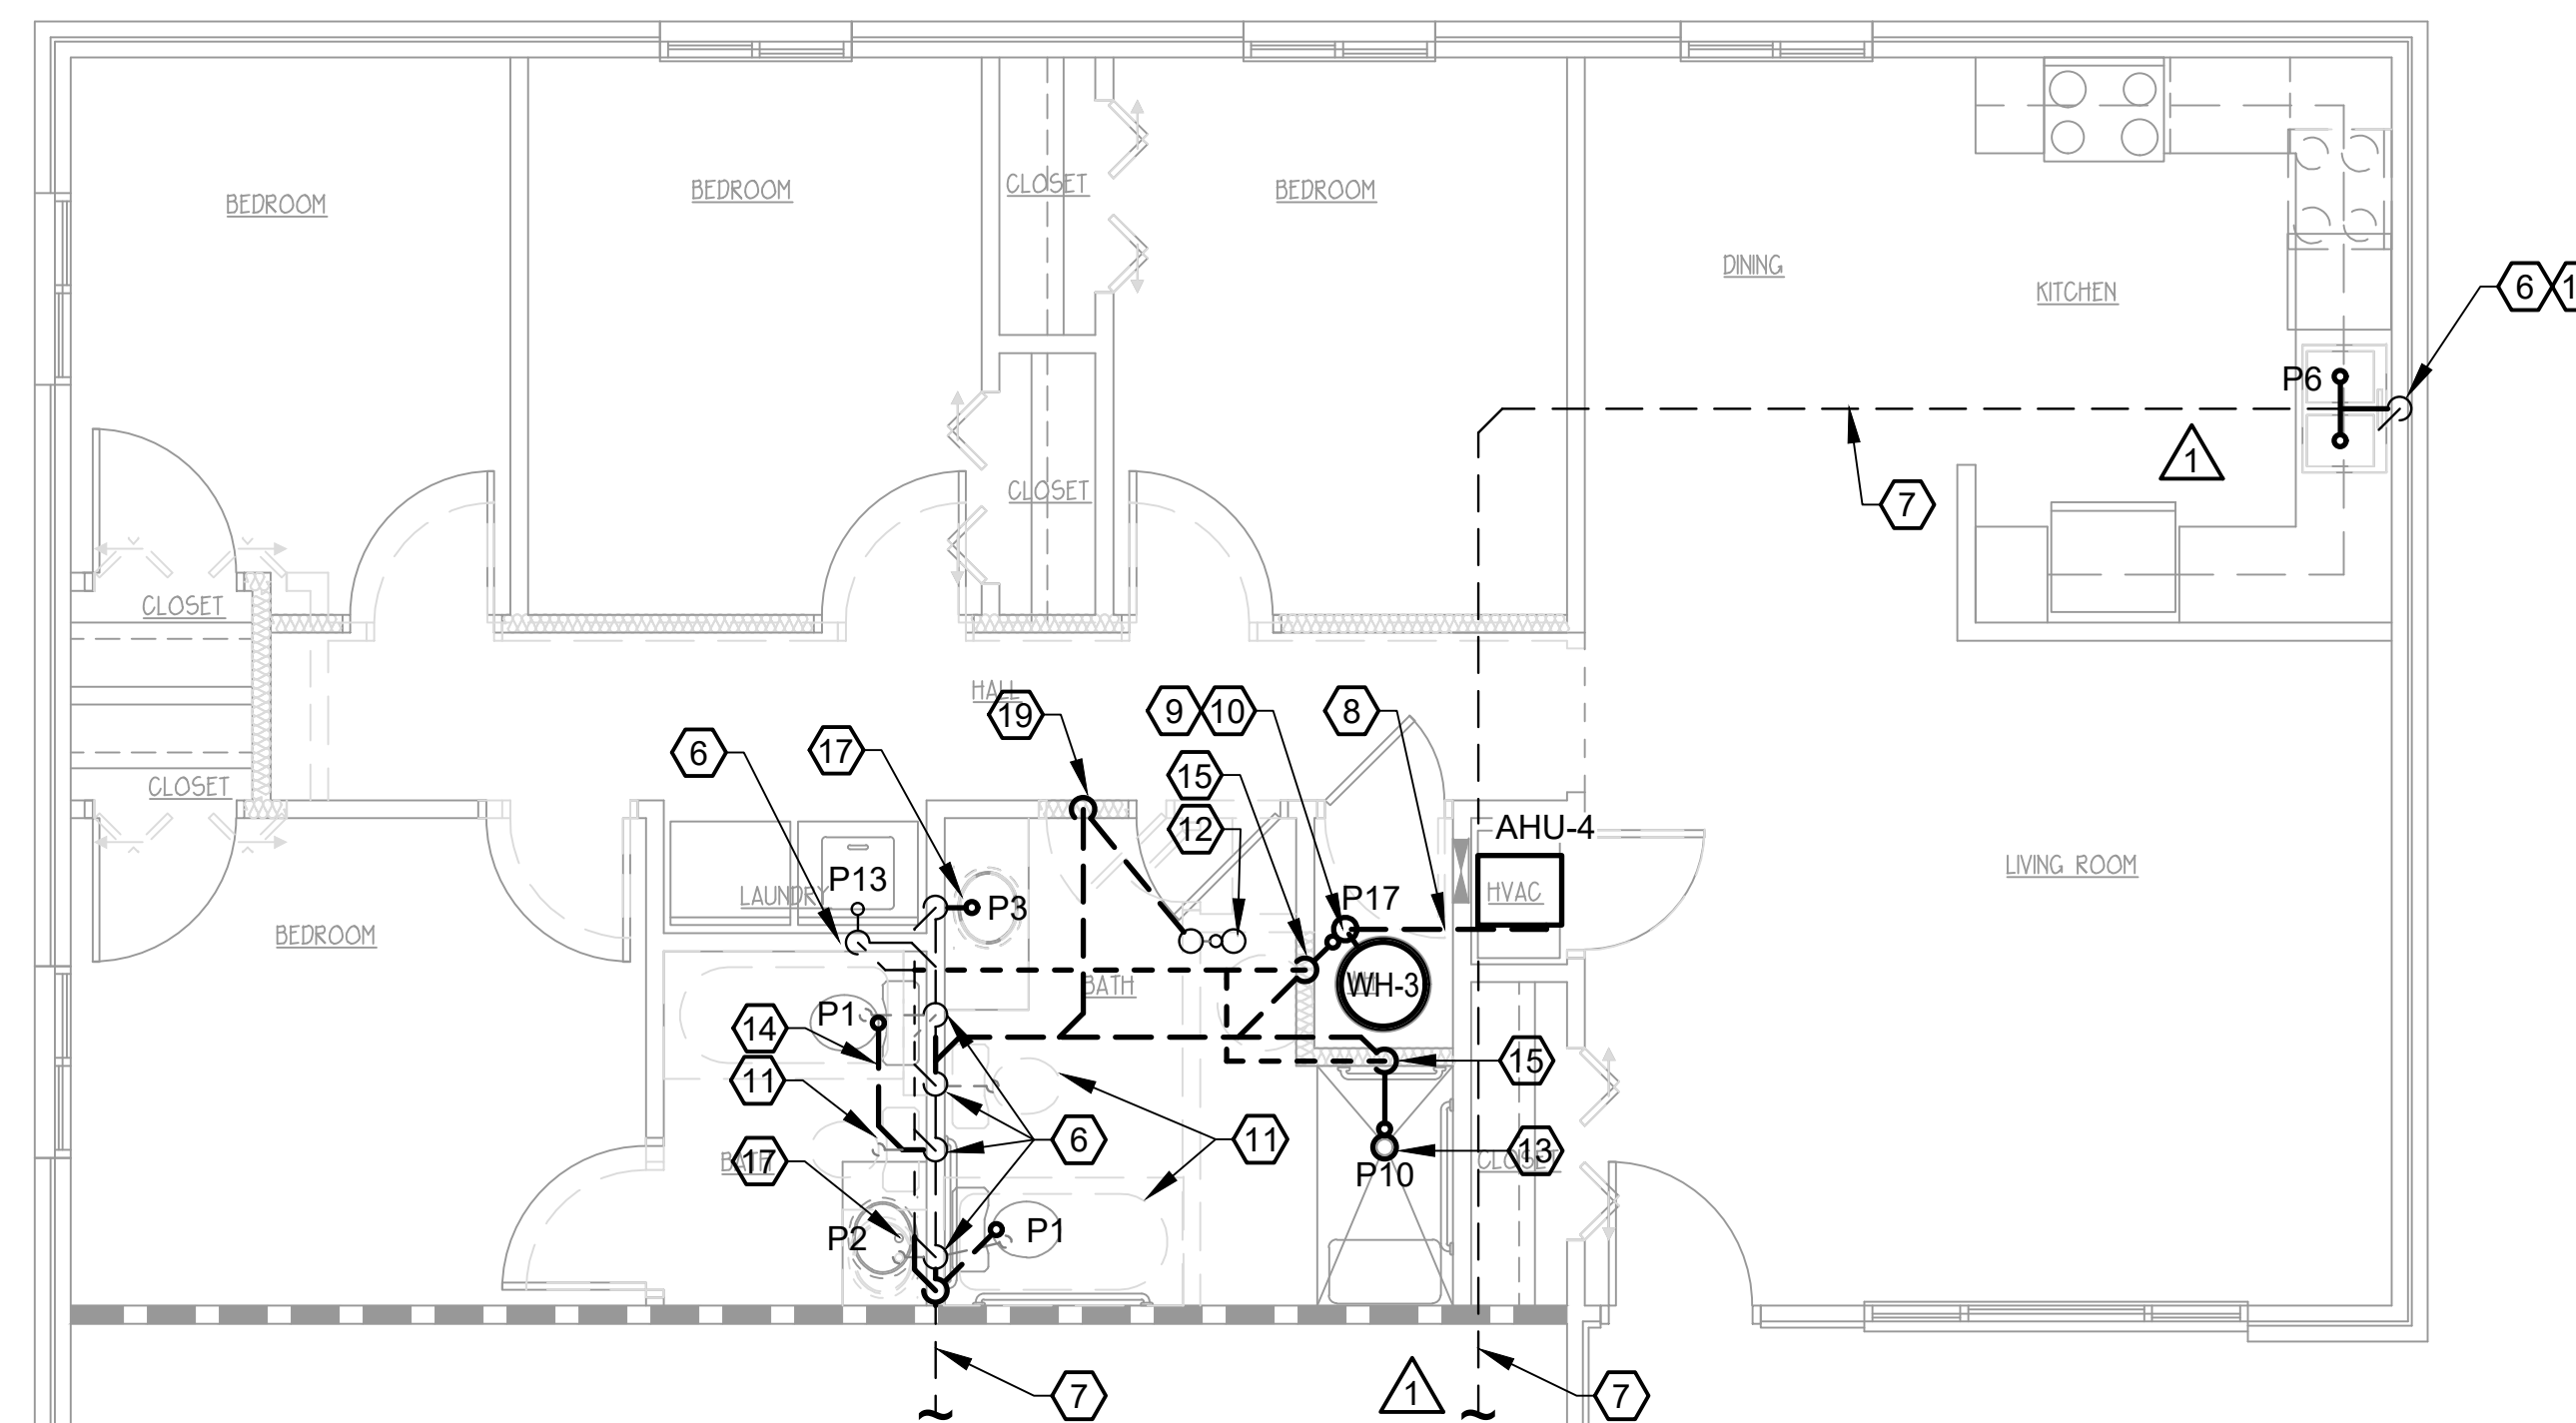 BEDROOM
BEDROOM
CLOSET
BEDROOM
DINING
KITCHEN
6
P6
1
7
CLOSET
CLOSET
HALL
19
9
10
8
6
17
15
12
CLOSET
AHU-4
P13
LAUNDRY
P3
P17
HVAC
LIVING ROOM
BEDROOM
BATH
WH-3
P1
14
11
15
6
11
13
BATH
17
CLOSET
P10
P2
P1
7
1
7